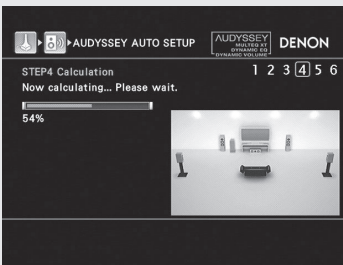 AUDYSSEY AUTO SETUP
AUDYSSEY
MULTEQ XT
DYNAMIC EQ
DYNAMIC VOLUME
DENON
STEP4 Calculation
1 2 3 4 5 6
Now calculating... Please wait.
54%